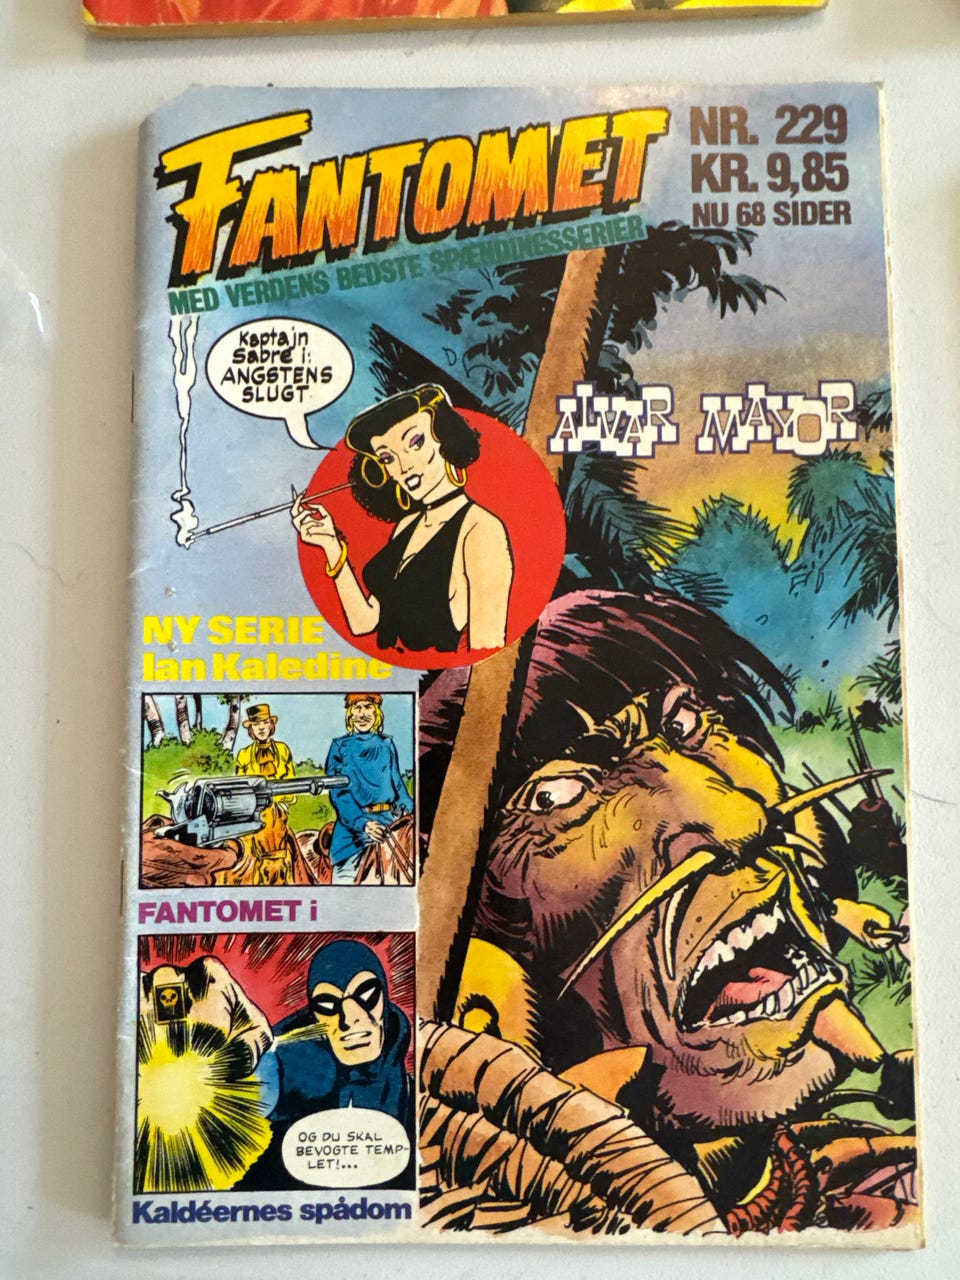 FANTOMET
MED VERDENS BEDSTE SPÆNDINGSSERIER
NR. 229
KR. 9,85
NU 68 SIDER
Kaptajn
Sabre i:
ANGSTENS
SLUGT
ALVAR MAYOR
NY SERIE
Ian Kaledine
FANTOMET i
OG DU SKAL
BEVOGTE TEMP-
LET!...
Kaldéernes spådom